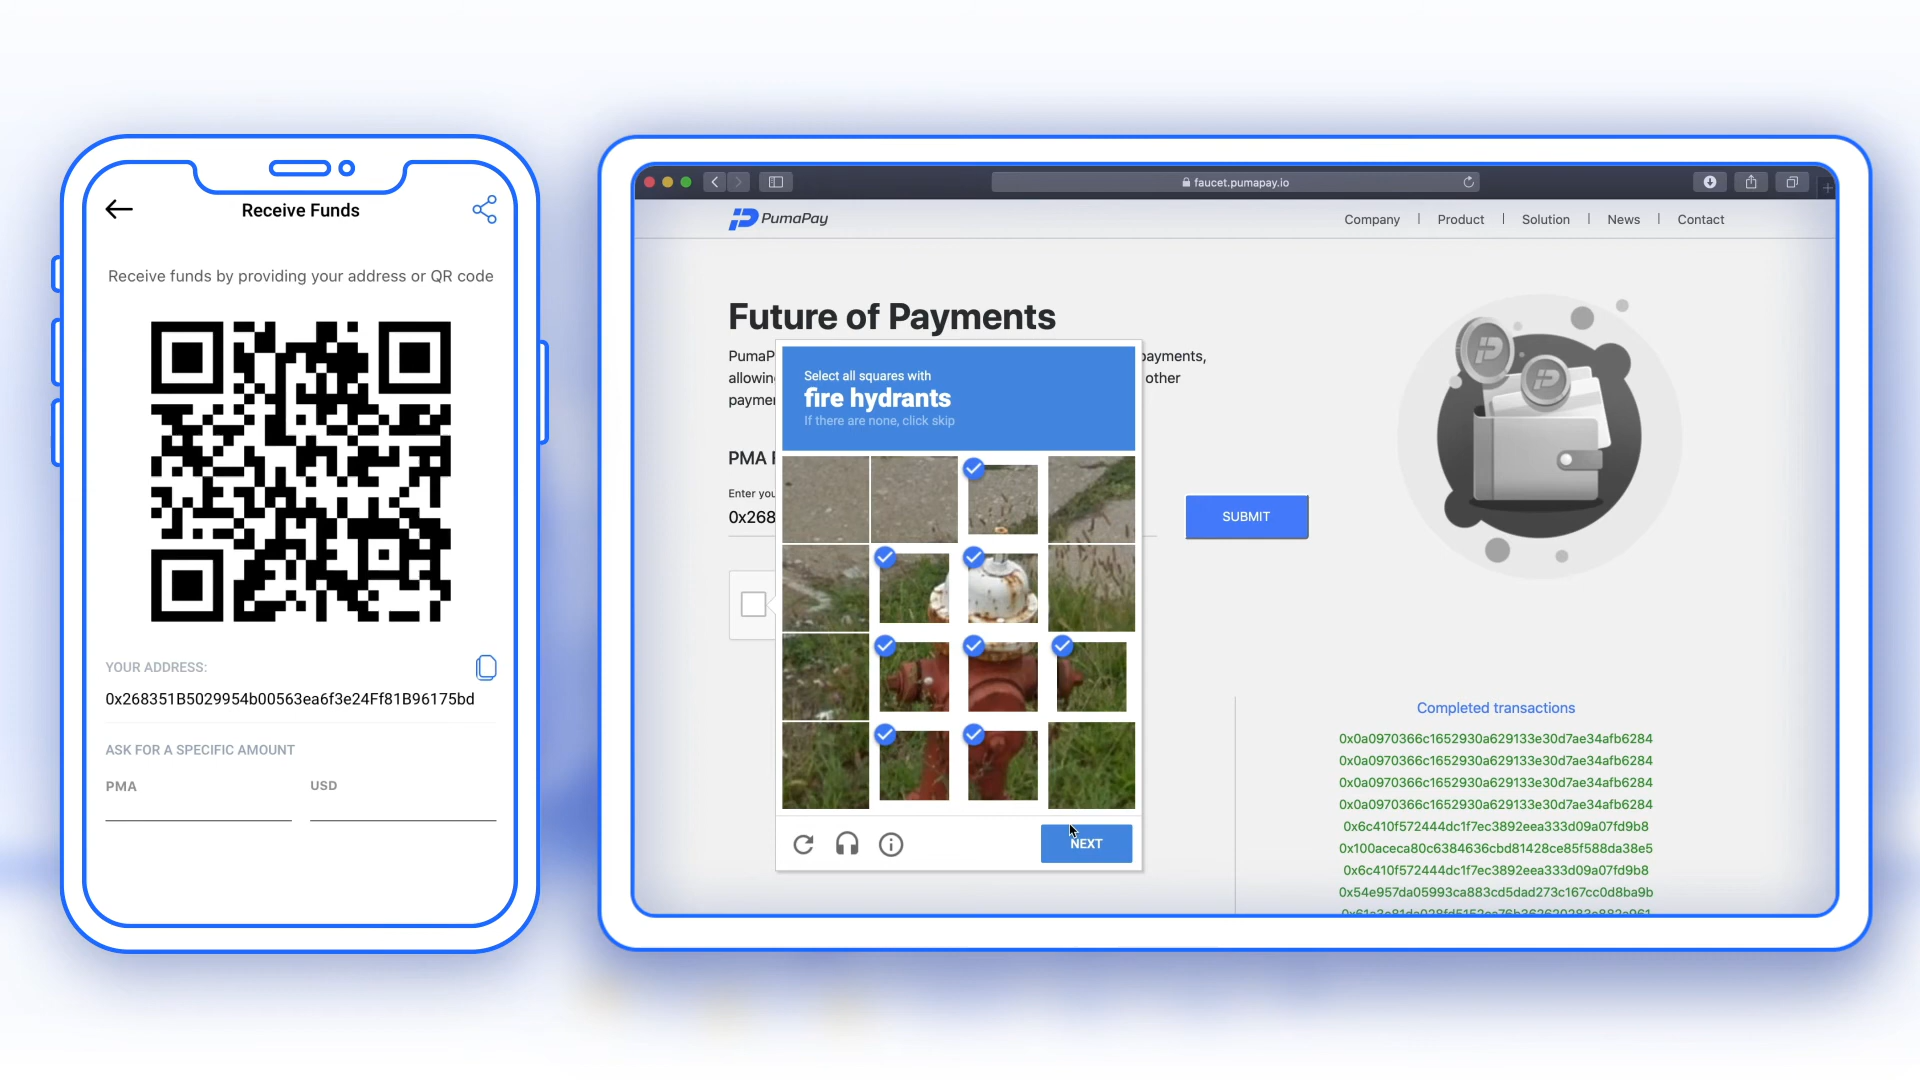 Receive Funds
Receive funds by providing your address or QR code
YOUR ADDRESS:
0x268351B5029954b00563ea6f3e24Ff81B96175bd
ASK FOR A SPECIFIC AMOUNT
PMA USD
faucet.pumapay.io
PumaPay
Company | Product | Solution | News | Contact
Future of Payments
PumaP payments,
allowin other
paymen
PMA F
Enter you
0x268
SUBMIT
Select all squares with
fire hydrants
If there are none, click skip
NEXT
Completed transactions
0x0a0970366c1652930a629133e30d7ae34afb6284
0x0a0970366c1652930a629133e30d7ae34afb6284
0x0a0970366c1652930a629133e30d7ae34afb6284
0x0a0970366c1652930a629133e30d7ae34afb6284
0x6c410f572444dc1f7ec3892eea333d09a07fd9b8
0x100aceca80c6384636cbd81428ce85f588da38e5
0x6c410f572444dc1f7ec3892eea333d09a07fd9b8
0x54e957da05993ca883cd5dad273c167cc0d8ba9b